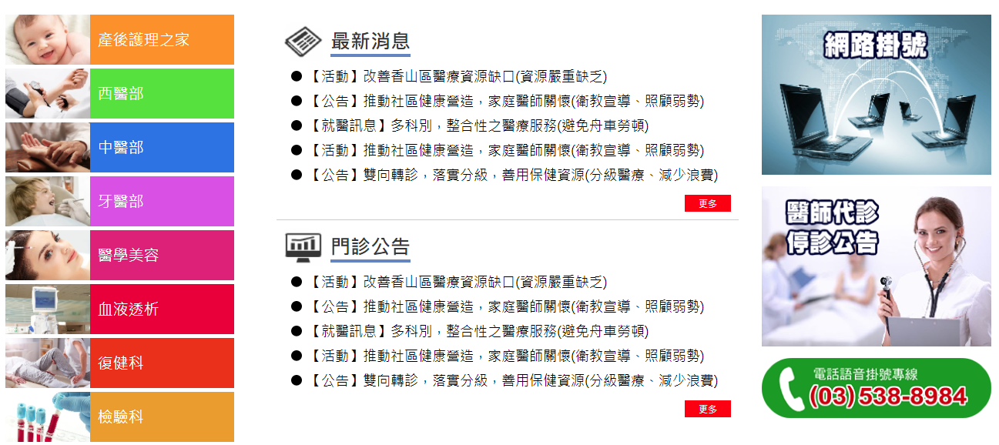 產後護理之家
西醫部
中醫部
牙醫部
醫學美容
血液透析
復健科
檢驗科
最新消息
● 【活動】改善香山區醫療資源缺口(資源嚴重缺乏)
● 【公告】推動社區健康營造，家庭醫師關懷(衛教宣導、照顧弱勢)
● 【就醫訊息】多科別，整合性之醫療服務(避免舟車勞頓)
● 【活動】推動社區健康營造，家庭醫師關懷(衛教宣導、照顧弱勢)
● 【公告】雙向轉診，落實分級，善用保健資源(分級醫療、減少浪費)
更多
門診公告
● 【活動】改善香山區醫療資源缺口(資源嚴重缺乏)
● 【公告】推動社區健康營造，家庭醫師關懷(衛教宣導、照顧弱勢)
● 【就醫訊息】多科別，整合性之醫療服務(避免舟車勞頓)
● 【活動】推動社區健康營造，家庭醫師關懷(衛教宣導、照顧弱勢)
● 【公告】雙向轉診，落實分級，善用保健資源(分級醫療、減少浪費)
更多
網路掛號
醫師代診
停診公告
電話語音掛號專線
(03)538-8984